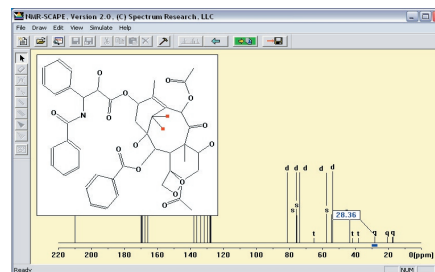 NMR-SCAPE, Version 2.0, (C) Spectrum Research, LLC
File Draw Edit View Simulate Help
O
O
O
O
O
O
N
O
O
O
O
O
O
O
O
O
d d d d d
s s
t t t q q q
28.36
220 200 180 160 140 120 100 80 60 40 20 0[ppm]
Ready NUM